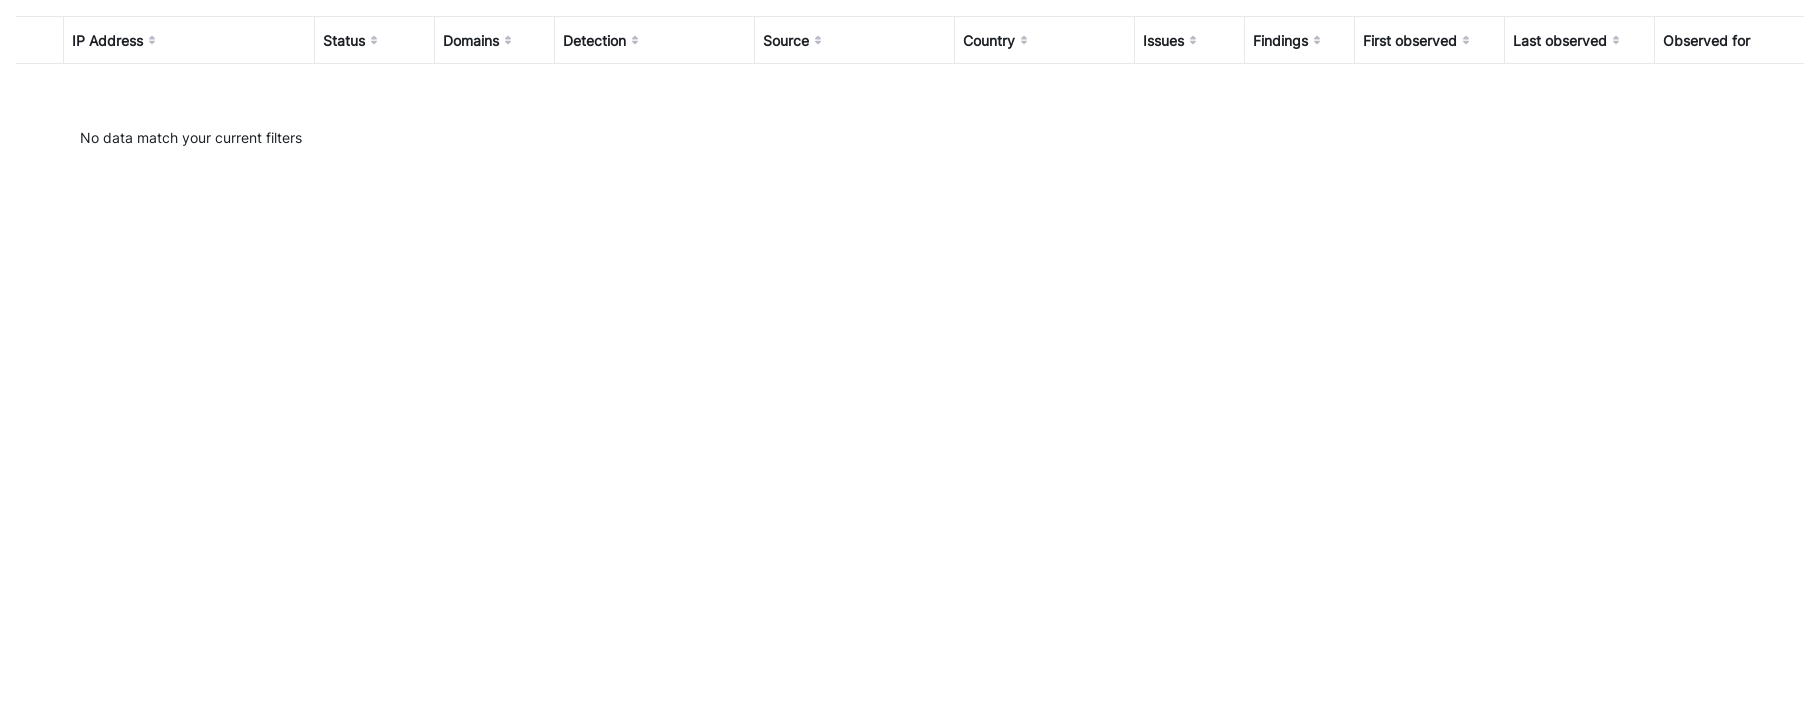 IP Address Status Domains Detection Source Country Issues Findings First observed Last observed Observed for
No data match your current filters